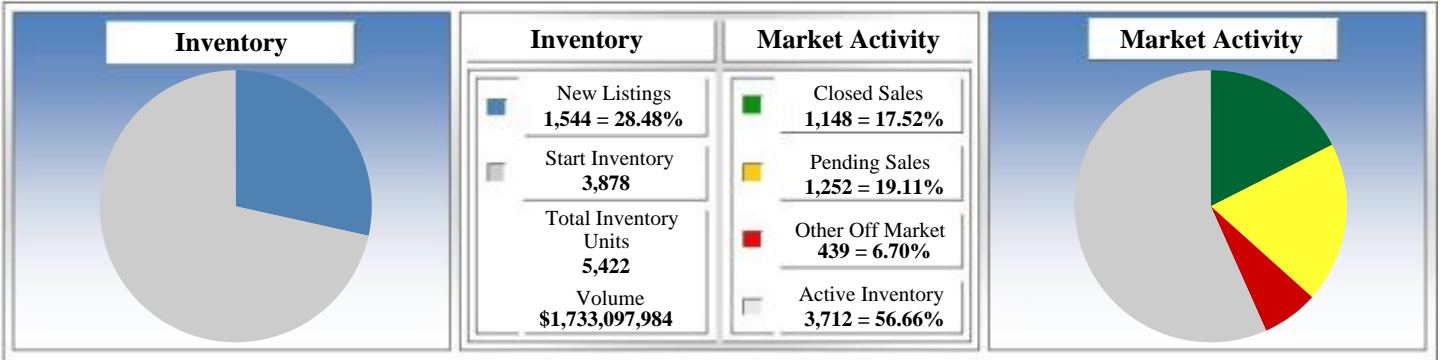 Inventory
Inventory
New Listings
1,544 = 28.48%
Start Inventory
3,878
Total Inventory
Units
5,422
Volume
$1,733,097,984
Market Activity
Closed Sales
1,148 = 17.52%
Pending Sales
1,252 = 19.11%
Other Off Market
439 = 6.70%
Active Inventory
3,712 = 56.66%
Market Activity